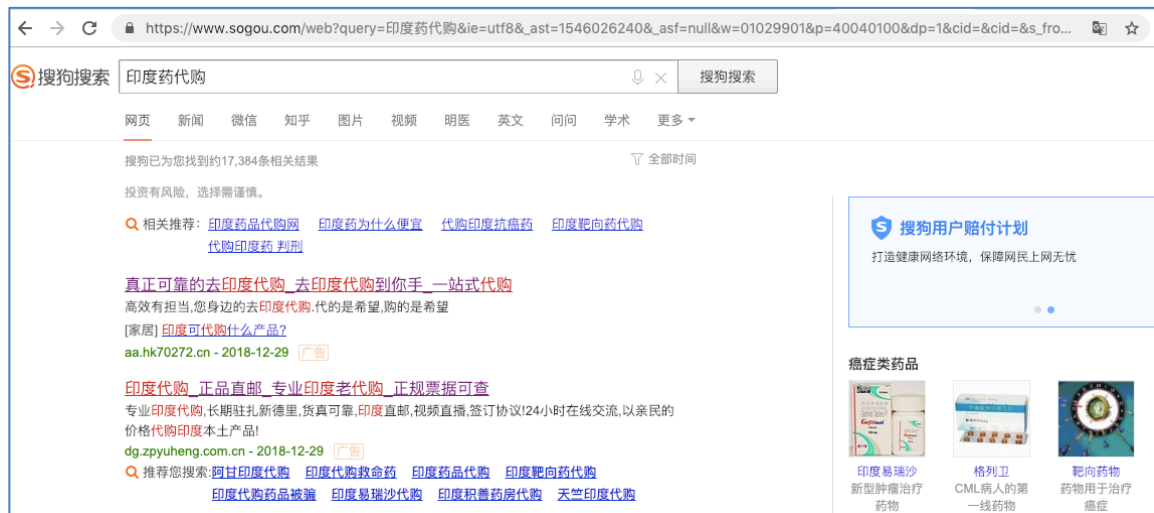 https://www.sogou.com/web?query=印度药代购&ie=utf8&_ast=1546026240&_asf=null&w=01029901&p=40040100&dp=1&cid=&cid=&s_fro...
搜狗搜索 印度药代购 搜狗搜索
网页 新闻 微信 知乎 图片 视频 明医 英文 问问 学术 更多
搜狗已为您找到约17,384条相关结果 全部时间
投资有风险，选择需谨慎。
相关推荐： 印度药品代购网 印度药为什么便宜 代购印度抗癌药 印度靶向药代购
代购印度药 判刑
真正可靠的去印度代购_去印度代购到你手_一站式代购
高效有担当,您身边的去印度代购.代的是希望,购的是希望
[家居] 印度可代购什么产品?
aa.hk70272.cn - 2018-12-29 广告
印度代购_正品直邮_专业印度老代购_正规票据可查
专业印度代购,长期驻扎新德里,货真可靠,印度直邮,视频直播,签订协议!24小时在线交流,以亲民的
价格代购印度本土产品!
dg.zpyuheng.com.cn - 2018-12-29 广告
推荐您搜索:阿甘印度代购 印度代购救命药 印度药品代购 印度靶向药代购
印度代购药品被骗 印度易瑞沙代购 印度积善药房代购 天竺印度代购
搜狗用户赔付计划
打造健康网络环境，保障网民上网无忧
癌症类药品
印度易瑞沙 格列卫 靶向药物
新型肿瘤治疗 CML病人的第 药物用于治疗
药物 一线药物 癌症